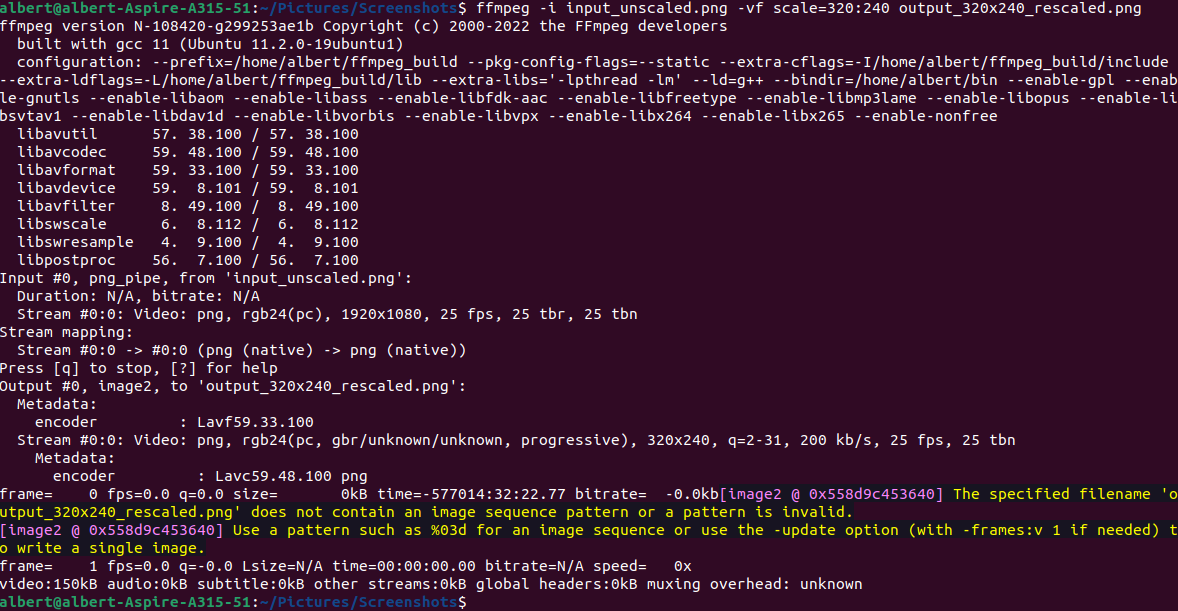 albert@albert-Aspire-A315-51:~/Pictures/Screenshots$ ffmpeg -i input_unscaled.png -vf scale=320:240 output_320x240_rescaled.png
ffmpeg version N-108420-g299253ae1b Copyright (c) 2000-2022 the FFmpeg developers
  built with gcc 11 (Ubuntu 11.2.0-19ubuntu1)
  configuration: --prefix=/home/albert/ffmpeg_build --pkg-config-flags=--static --extra-cflags=-I/home/albert/ffmpeg_build/include
--extra-ldflags=-L/home/albert/ffmpeg_build/lib --extra-libs='-lpthread -lm' --ld=g++ --bindir=/home/albert/bin --enable-gpl --enab
le-gnutls --enable-libaom --enable-libass --enable-libfdk-aac --enable-libfreetype --enable-libmp3lame --enable-libopus --enable-li
bsvtav1 --enable-libdav1d --enable-libvorbis --enable-libvpx --enable-libx264 --enable-libx265 --enable-nonfree
  libavutil      57. 38.100 / 57. 38.100
  libavcodec     59. 48.100 / 59. 48.100
  libavformat    59. 33.100 / 59. 33.100
  libavdevice    59.  8.101 / 59.  8.101
  libavfilter     8. 49.100 /  8. 49.100
  libswscale      6.  8.112 /  6.  8.112
  libswresample   4.  9.100 /  4.  9.100
  libpostproc    56.  7.100 / 56.  7.100
Input #0, png_pipe, from 'input_unscaled.png':
  Duration: N/A, bitrate: N/A
  Stream #0:0: Video: png, rgb24(pc), 1920x1080, 25 fps, 25 tbr, 25 tbn
Stream mapping:
  Stream #0:0 -> #0:0 (png (native) -> png (native))
Press [q] to stop, [?] for help
Output #0, image2, to 'output_320x240_rescaled.png':
  Metadata:
    encoder         : Lavf59.33.100
  Stream #0:0: Video: png, rgb24(pc, gbr/unknown/unknown, progressive), 320x240, q=2-31, 200 kb/s, 25 fps, 25 tbn
    Metadata:
      encoder         : Lavc59.48.100 png
frame=    0 fps=0.0 q=0.0 size=       0kB time=-577014:32:22.77 bitrate=  -0.0kb[image2 @ 0x558d9c453640] The specified filename 'o
utput_320x240_rescaled.png' does not contain an image sequence pattern or a pattern is invalid.
[image2 @ 0x558d9c453640] Use a pattern such as %03d for an image sequence or use the -update option (with -frames:v 1 if needed) t
o write a single image.
frame=    1 fps=0.0 q=-0.0 Lsize=N/A time=00:00:00.00 bitrate=N/A speed=   0x
video:150kB audio:0kB subtitle:0kB other streams:0kB global headers:0kB muxing overhead: unknown
albert@albert-Aspire-A315-51:~/Pictures/Screenshots$